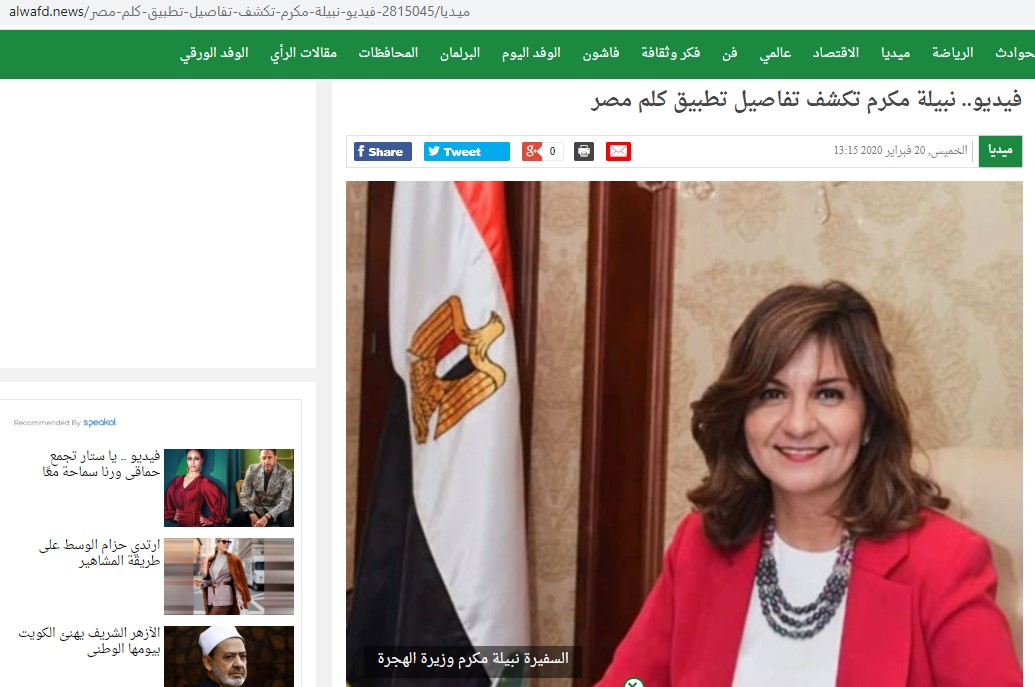 alwafd.news/ميديا/2815045-فيديو-نبيلة-مكرم-تكشف-تفاصيل-تطبيق-كلم-مصر
حوادث الرياضة ميديا الاقتصاد عالمي فن فكر وثقافة فاشون الوفد اليوم البرلمان المحافظات مقالات الرأي الوفد الورقي
فيديو.. نبيلة مكرم تكشف تفاصيل تطبيق كلم مصر
ميديا الخميس, 20 فبراير 2020 13:15
Share Tweet 0
السفيرة نبيلة مكرم وزيرة الهجرة
Recommended By speakol
فيديو .. يا ستار تجمع
حماقى ورنا سماحة معًا
ارتدي حزام الوسط على
طريقة المشاهير
الأزهر الشريف يهنئ الكويت
بيومها الوطنى